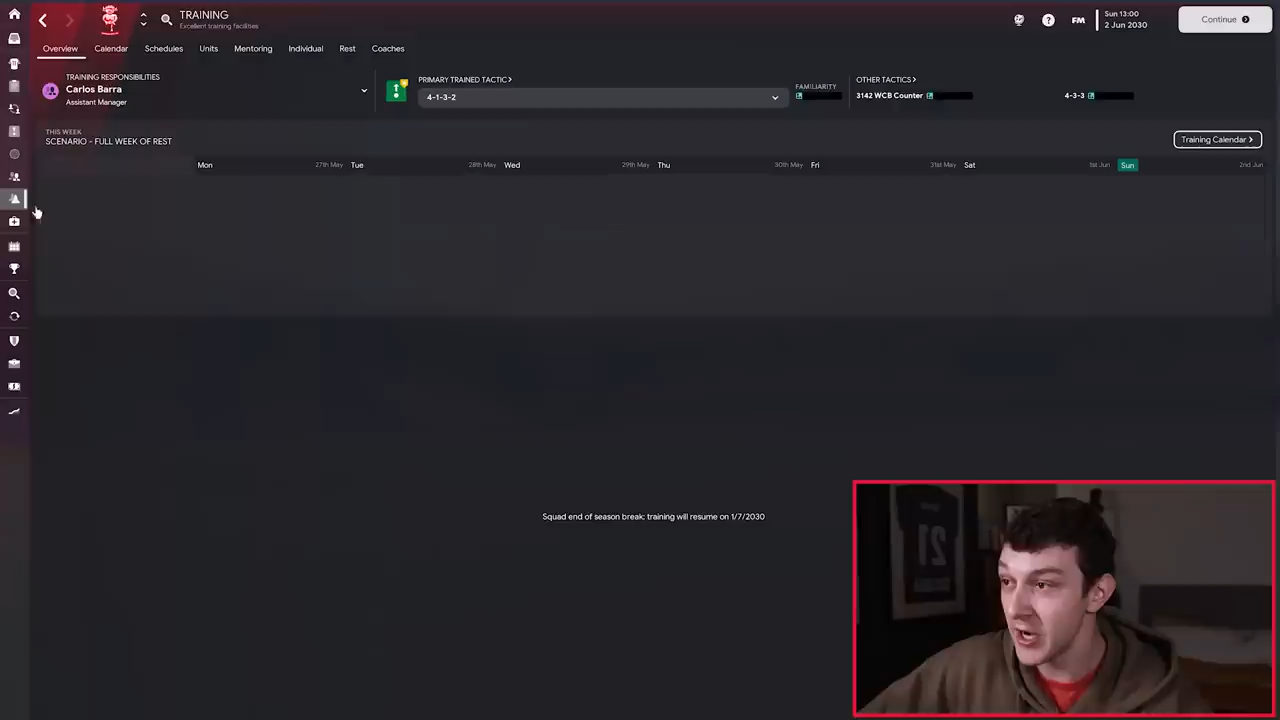 TRAINING
Excellent training facilities
FM
Sun 13:00
2 Jun 2030
Continue
Overview
Calendar
Schedules
Units
Mentoring
Individual
Rest
Coaches
TRAINING RESPONSIBILITIES
Carlos Barra
Assistant Manager
PRIMARY TRAINED TACTIC
4-1-3-2
FAMILIARITY
OTHER TACTICS
3142 WCB Counter
4-3-3
THIS WEEK
SCENARIO - FULL WEEK OF REST
Training Calendar
Mon 27th May
Tue 28th May
Wed 29th May
Thu 30th May
Fri 31st May
Sat 1st Jun
Sun 2nd Jun
Squad end of season break; training will resume on 1/7/2030
21